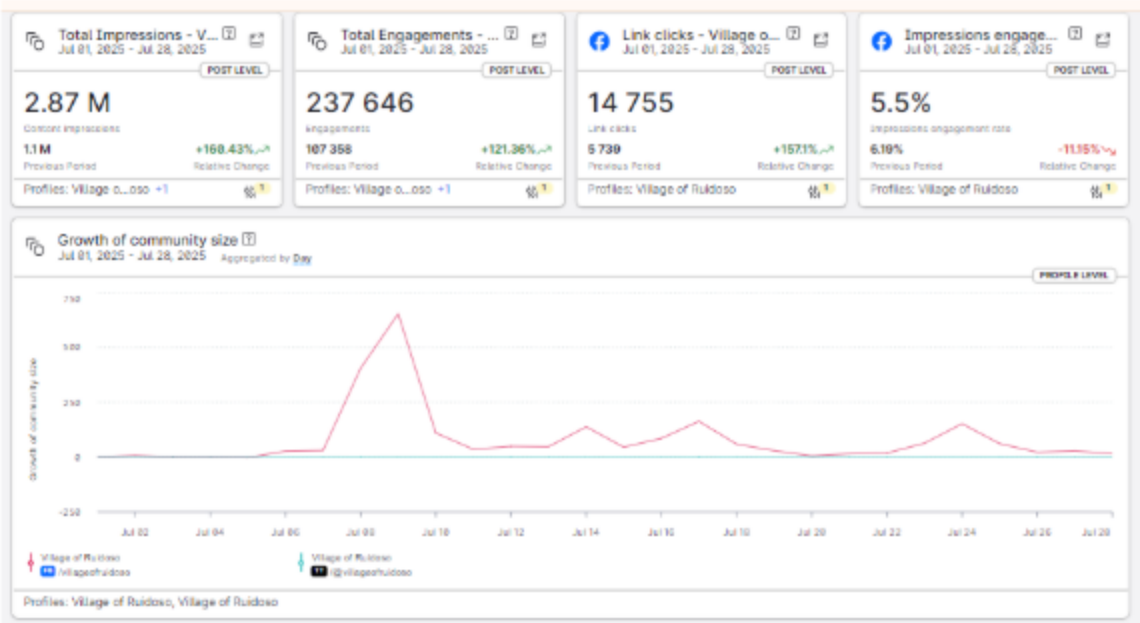 Total Impressions - V...
Jul 01, 2025 - Jul 28, 2025
POST LEVEL
2.87 M
Content impressions
1.1 M
+160.43%
Previous Period
Relative Change
Profiles: Village o...oso +1
1
Total Engagements - ...
Jul 01, 2025 - Jul 28, 2025
POST LEVEL
237 646
Engagements
107 358
+121.36%
Previous Period
Relative Change
Profiles: Village o...oso +1
1
Link clicks - Village o...
Jul 01, 2025 - Jul 28, 2025
POST LEVEL
14 755
Link clicks
5 739
+157.1%
Previous Period
Relative Change
Profiles: Village of Ruidoso
1
Impressions engage...
Jul 01, 2025 - Jul 28, 2025
POST LEVEL
5.5%
Impressions engagement rate
6.19%
-11.15%
Previous Period
Relative Change
Profiles: Village of Ruidoso
1
Growth of community size
Jul 01, 2025 - Jul 28, 2025 Aggregated by Day
PROFILE LEVEL
Growth of community size
750
500
250
0
-250
Jul 02 Jul 04 Jul 06 Jul 08 Jul 10 Jul 12 Jul 14 Jul 16 Jul 18 Jul 20 Jul 22 Jul 24 Jul 26 Jul 28
Village of Ruidoso
/villageofruidoso
Village of Ruidoso
/@villageofruidoso
Profiles: Village of Ruidoso, Village of Ruidoso